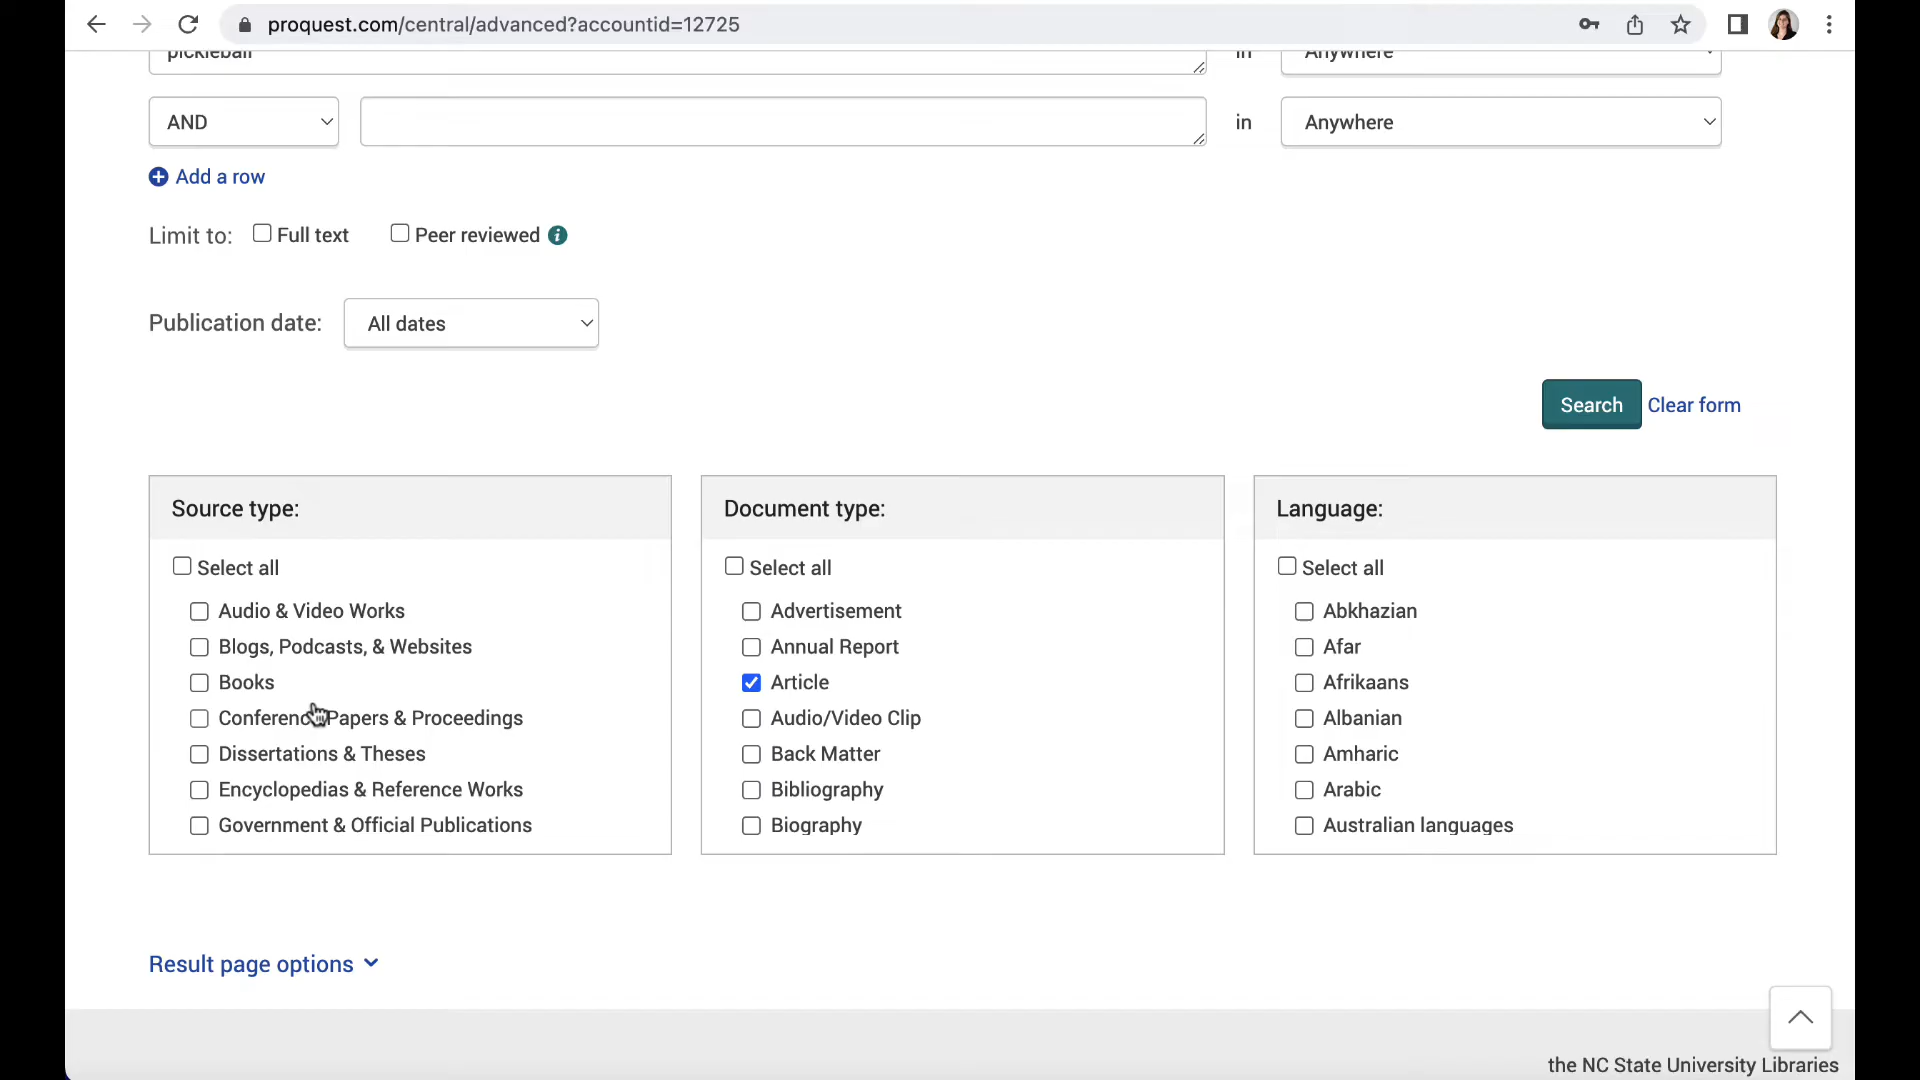 proquest.com/central/advanced?accountid=12725
pickleball in Anywhere
AND in Anywhere
Add a row
Limit to: Full text Peer reviewed i
Publication date: All dates
Search Clear form
Source type:
Select all
Audio & Video Works
Blogs, Podcasts, & Websites
Books
Conference Papers & Proceedings
Dissertations & Theses
Encyclopedias & Reference Works
Government & Official Publications
Document type:
Select all
Advertisement
Annual Report
Article
Audio/Video Clip
Back Matter
Bibliography
Biography
Language:
Select all
Abkhazian
Afar
Afrikaans
Albanian
Amharic
Arabic
Australian languages
Result page options
the NC State University Libraries